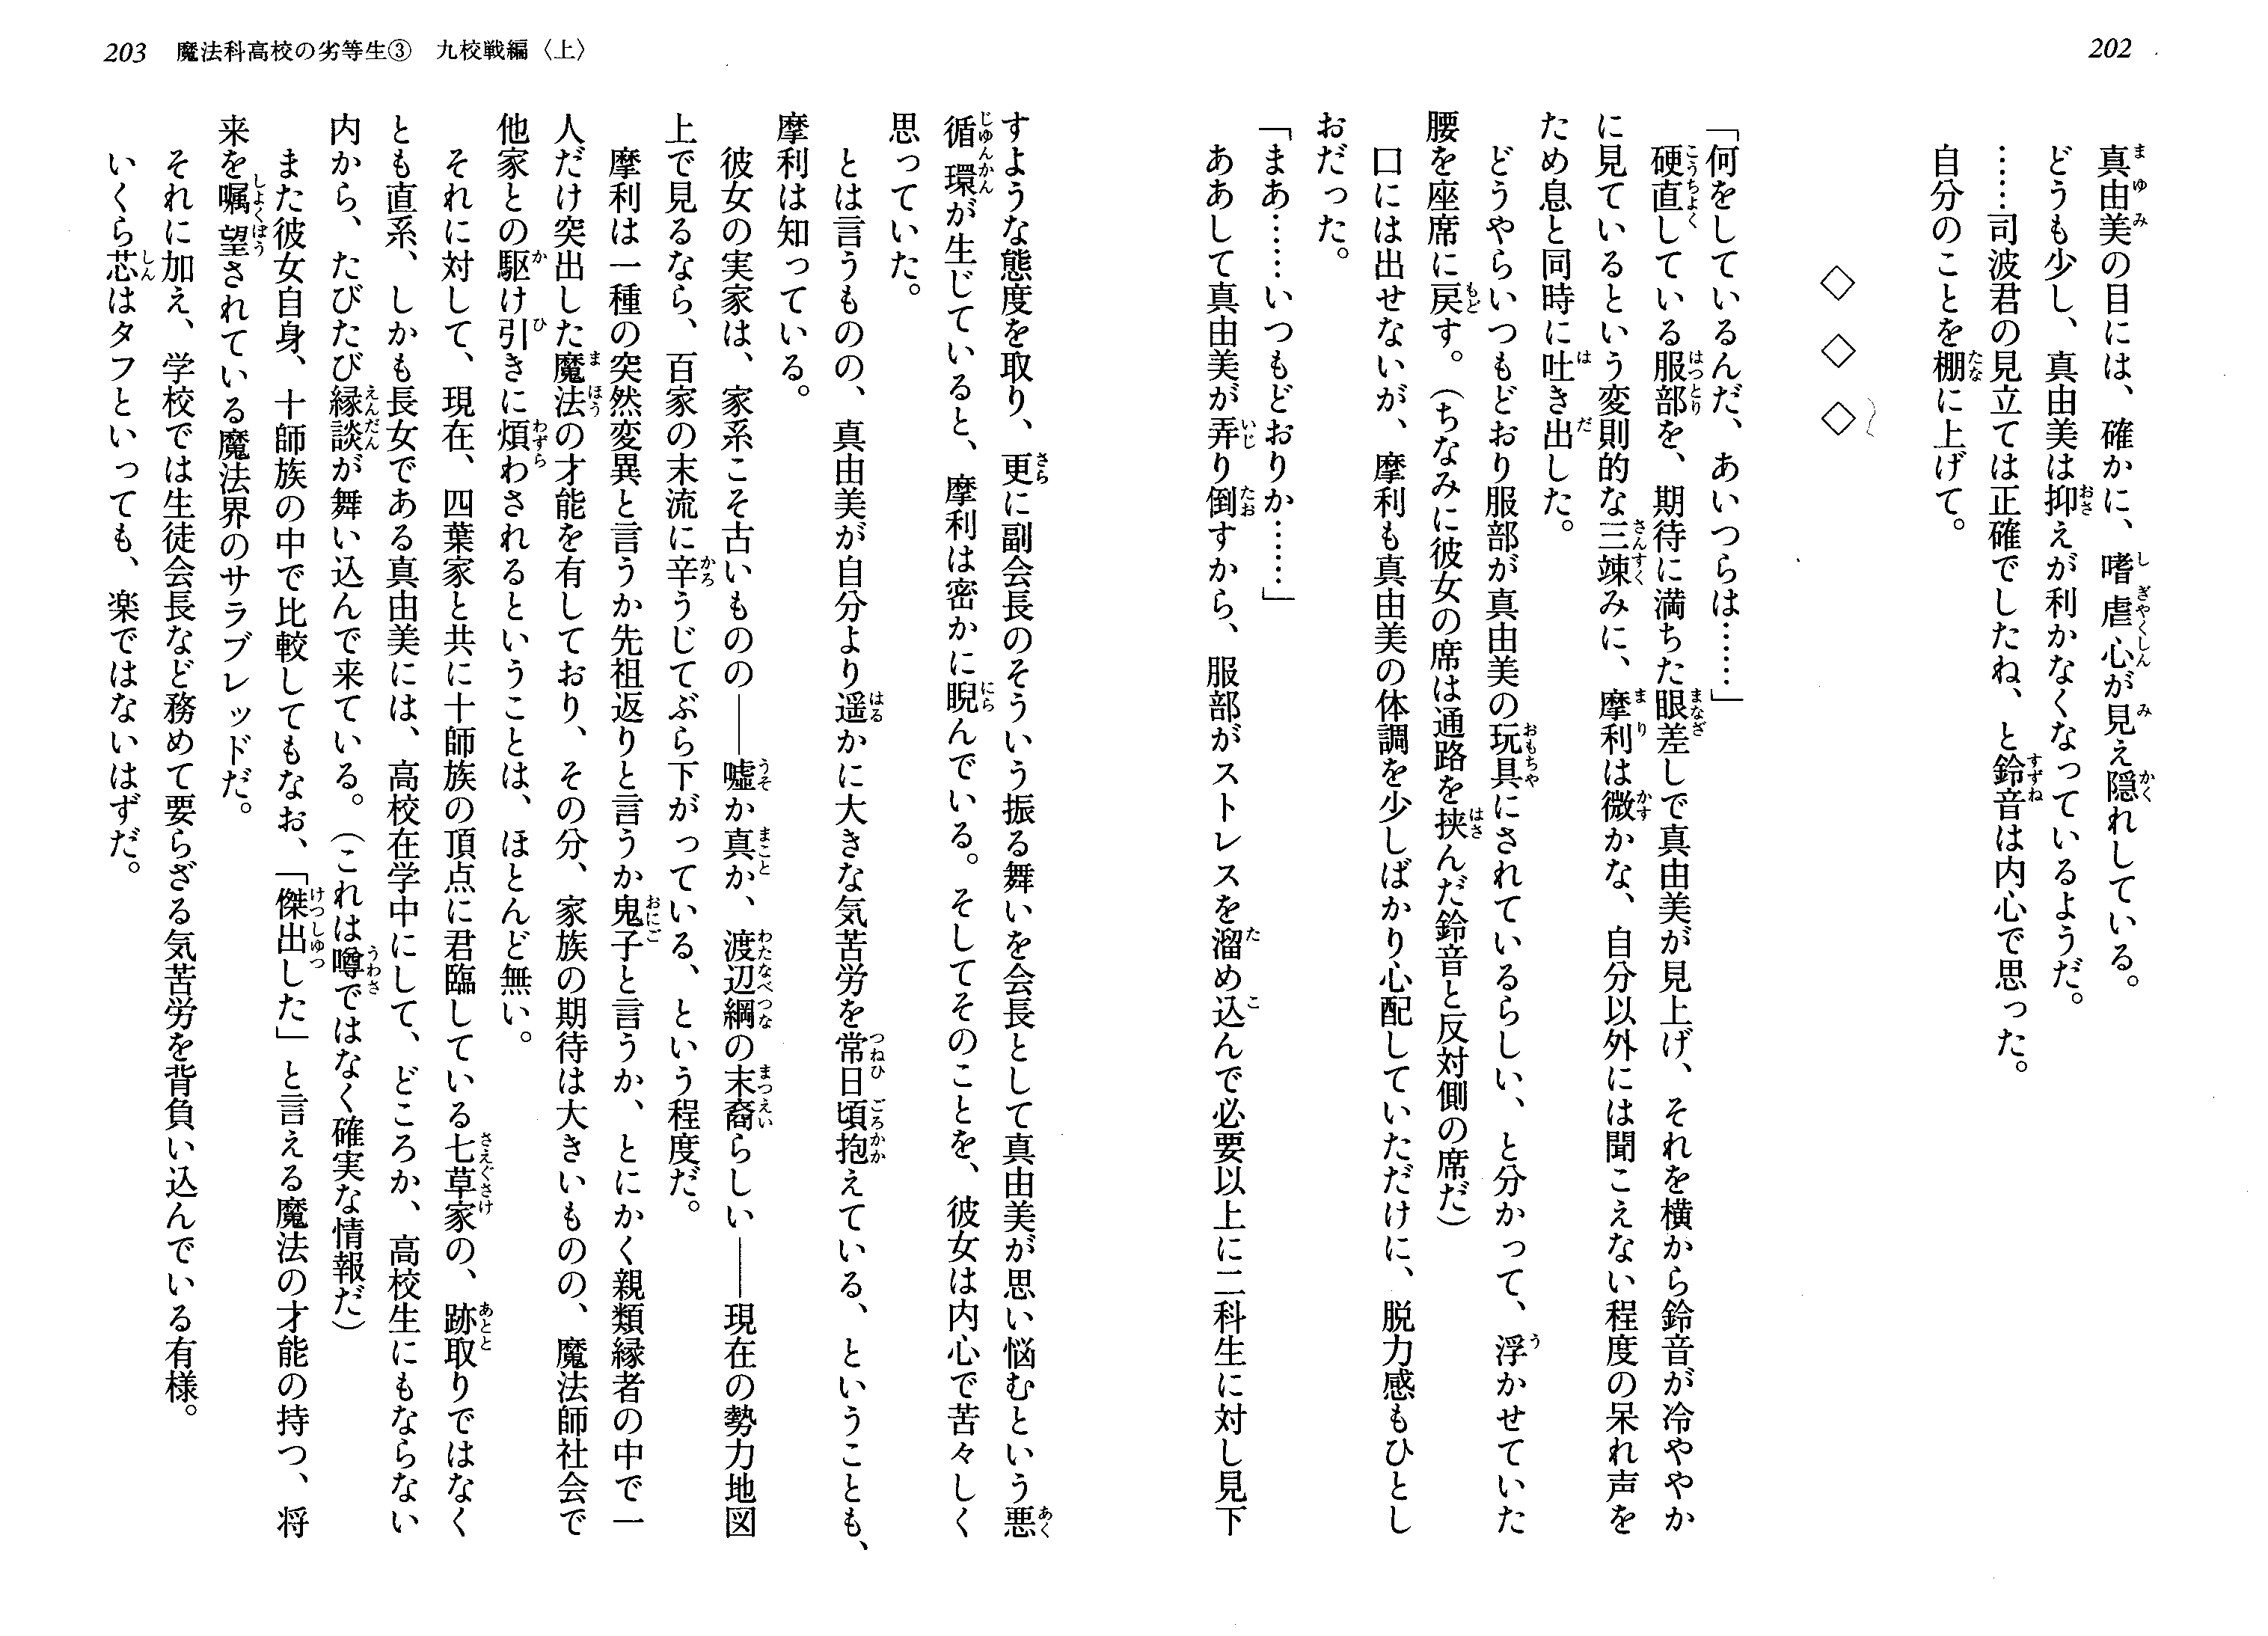 202
真由美の目には、確かに、嗜虐心が見え隠れしている。
どうも少し、真由美は抑えが利かなくなっているようだ。
……司波君の見立ては正確でしたね、と鈴音は内心で思った。
自分のことを棚に上げて。
◇ ◇ ◇
「何をしているんだ、あいつらは……」
硬直している服部を、期待に満ちた眼差しで真由美が見上げ、それを横から鈴音が冷ややか
に見ているという変則的な三竦みに、摩利は微かな、自分以外には聞こえない程度の呆れ声を
ため息と同時に吐き出した。
どうやらいつもどおり服部が真由美の玩具にされているらしい、と分かって、浮かせていた
腰を座席に戻す。（ちなみに彼女の席は通路を挟んだ鈴音と反対側の席だ）
口には出せないが、摩利も真由美の体調を少しばかり心配していただけに、脱力感もひとし
おだった。
「まあ……いつもどおりか……」
ああして真由美が弄り倒すから、服部がストレスを溜め込んで必要以上に二科生に対し見下
すような態度を取り、更に副会長のそういう振る舞いを会長として真由美が思い悩むという悪
循環が生じていると、摩利は密かに睨んでいる。そしてそのことを、彼女は内心で苦々しく
思っていた。
とは言うものの、真由美が自分より遥かに大きな気苦労を常日頃抱えている、ということも、
摩利は知っている。
彼女の実家は、家系こそ古いものの――嘘か真か、渡辺綱の末裔らしい――現在の勢力地図
上で見るなら、百家の末流に辛うじてぶら下がっている、という程度だ。
摩利は一種の突然変異と言うか先祖返りと言うか鬼子と言うか、とにかく親類縁者の中で一
人だけ突出した魔法の才能を有しており、その分、家族の期待は大きいものの、魔法師社会で
他家との駆け引きに煩わされるということは、ほとんど無い。
それに対して、現在、四葉家と共に十師族の頂点に君臨している七草家の、跡取りではなく
とも直系、しかも長女である真由美には、高校在学中にして、どころか、高校生にもならない
内から、たびたび縁談が舞い込んで来ている。（これは噂ではなく確実な情報だ）
また彼女自身、十師族の中で比較してもなお、「傑出した」と言える魔法の才能の持つ、将
来を嘱望されている魔法界のサラブレッドだ。
それに加え、学校では生徒会長など務めて要らざる気苦労を背負い込んでいる有様。
いくら芯はタフといっても、楽ではないはずだ。
203 魔法科高校の劣等生③ 九校戦編〈上〉